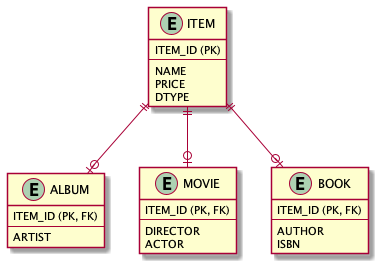 E ITEM
ITEM_ID (PK)
NAME
PRICE
DTYPE
E ALBUM
ITEM_ID (PK, FK)
ARTIST
E MOVIE
ITEM_ID (PK, FK)
DIRECTOR
ACTOR
E BOOK
ITEM_ID (PK, FK)
AUTHOR
ISBN